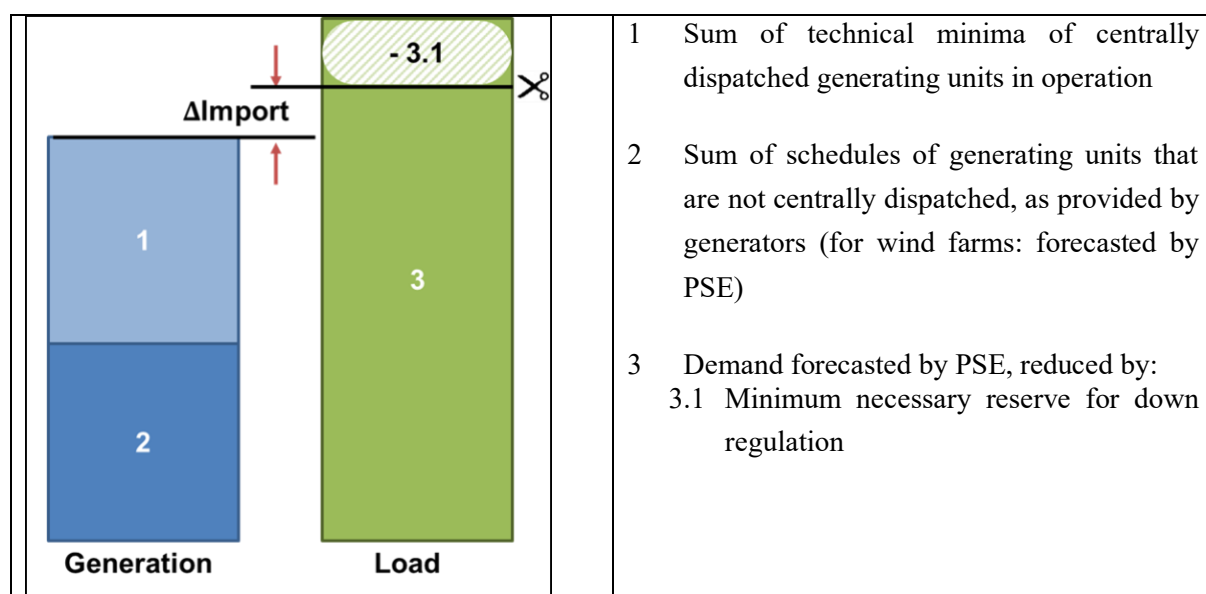 - 3.1
ΔImport
1
3
2
Generation
Load
1 Sum of technical minima of centrally
dispatched generating units in operation
2 Sum of schedules of generating units that
are not centrally dispatched, as provided by
generators (for wind farms: forecasted by
PSE)
3 Demand forecasted by PSE, reduced by:
3.1 Minimum necessary reserve for down
regulation